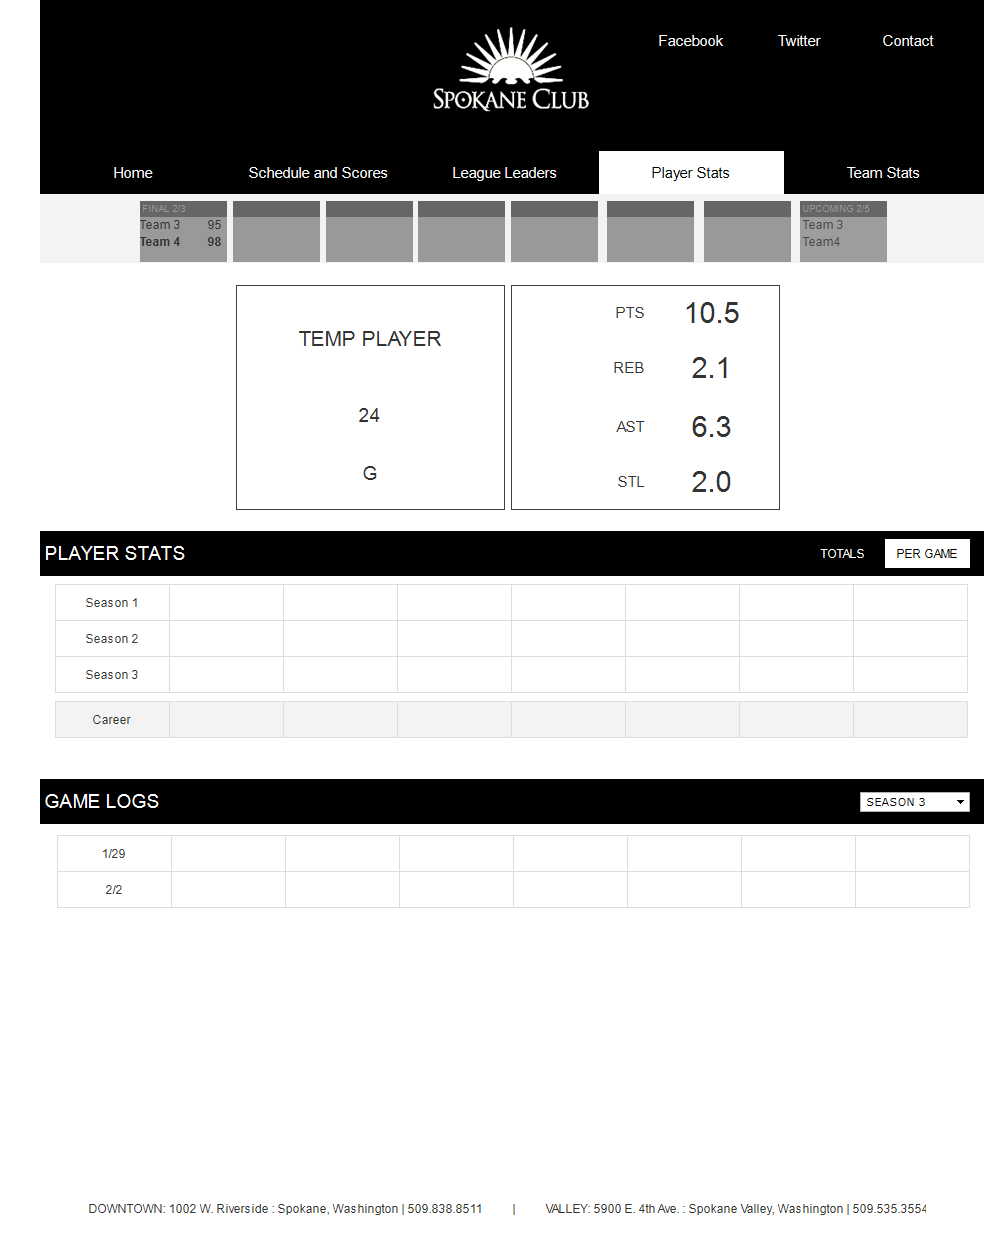 Facebook Twitter Contact
SPOKANE CLUB
Home Schedule and Scores League Leaders Player Stats Team Stats
FINAL 2/3 UPCOMING 2/5
Team 3 95 Team 3
Team 4 98 Team4
TEMP PLAYER
24
G
PTS 10.5
REB 2.1
AST 6.3
STL 2.0
PLAYER STATS TOTALS PER GAME
Season 1
Season 2
Season 3
Career
GAME LOGS SEASON 3
1/29
2/2
DOWNTOWN: 1002 W. Riverside : Spokane, Washington | 509.838.8511 | VALLEY: 5900 E. 4th Ave. : Spokane Valley, Washington | 509.535.3554